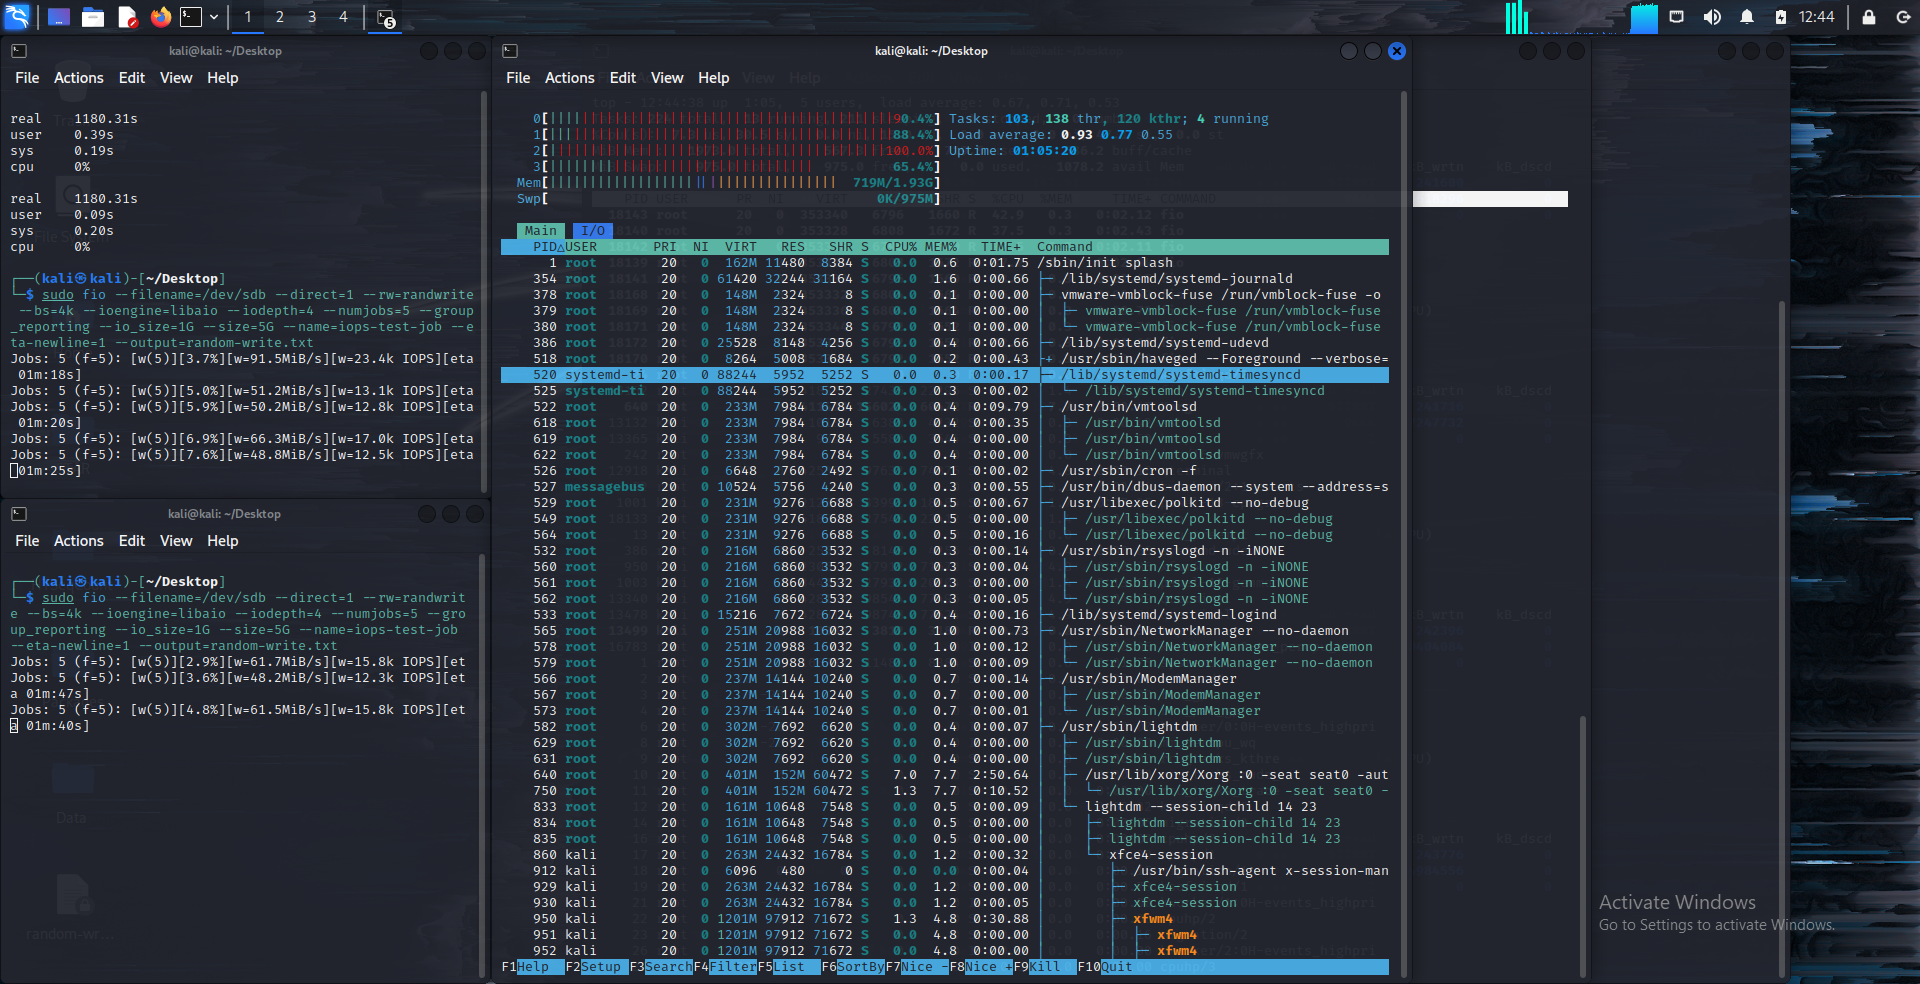 1 2 3 4 5 12:44
kali@kali: ~/Desktop
File Actions Edit View Help
real 1180.31s
user 0.39s
sys 0.19s
cpu 0%
real 1180.31s
user 0.09s
sys 0.20s
cpu 0%
┌──(kali㉿kali)-[~/Desktop]
└─$ sudo fio --filename=/dev/sdb --direct=1 --rw=randwrite
--bs=4k --ioengine=libaio --iodepth=4 --numjobs=5 --group
_reporting --io_size=1G --size=5G --name=iops-test-job --e
ta-newline=1 --output=random-write.txt
Jobs: 5 (f=5): [w(5)][3.7%][w=91.5MiB/s][w=23.4k IOPS][eta
01m:18s]
Jobs: 5 (f=5): [w(5)][5.0%][w=51.2MiB/s][w=13.1k IOPS][eta
Jobs: 5 (f=5): [w(5)][5.9%][w=50.2MiB/s][w=12.8k IOPS][eta
01m:20s]
Jobs: 5 (f=5): [w(5)][6.9%][w=66.3MiB/s][w=17.0k IOPS][eta
Jobs: 5 (f=5): [w(5)][7.6%][w=48.8MiB/s][w=12.5k IOPS][eta
01m:25s]
kali@kali: ~/Desktop
File Actions Edit View Help
┌──(kali㉿kali)-[~/Desktop]
└─$ sudo fio --filename=/dev/sdb --direct=1 --rw=randwrit
e --bs=4k --ioengine=libaio --iodepth=4 --numjobs=5 --gro
up_reporting --io_size=1G --size=5G --name=iops-test-job
--eta-newline=1 --output=random-write.txt
Jobs: 5 (f=5): [w(5)][2.9%][w=61.7MiB/s][w=15.8k IOPS][et
Jobs: 5 (f=5): [w(5)][3.6%][w=48.2MiB/s][w=12.3k IOPS][et
a 01m:47s]
Jobs: 5 (f=5): [w(5)][4.8%][w=61.5MiB/s][w=15.8k IOPS][et
a 01m:40s]
Data
random-wr...
kali@kali: ~/Desktop
File Actions Edit View Help
0[ 90.4%] Tasks: 103, 138 thr, 120 kthr; 4 running
1[ 88.4%] Load average: 0.93 0.77 0.55
2[ 100.0%] Uptime: 01:05:20
3[ 65.4%]
Mem[ 719M/1.93G]
Swp[ 0K/975M]
Main I/O
PID△USER PRI NI VIRT RES SHR S CPU% MEM% TIME+ Command
1 root 20 0 162M 11480 8384 S 0.0 0.6 0:01.75 /sbin/init splash
354 root 20 0 61420 32244 31164 S 0.0 1.6 0:00.66 ├─ /lib/systemd/systemd-journald
378 root 20 0 148M 2324 8 S 0.0 0.1 0:00.00 ├─ vmware-vmblock-fuse /run/vmblock-fuse -o
379 root 20 0 148M 2324 8 S 0.0 0.1 0:00.00 │ ├─ vmware-vmblock-fuse /run/vmblock-fuse
380 root 20 0 148M 2324 8 S 0.0 0.1 0:00.00 │ └─ vmware-vmblock-fuse /run/vmblock-fuse
386 root 20 0 25528 8148 4256 S 0.0 0.4 0:00.66 ├─ /lib/systemd/systemd-udevd
518 root 20 0 8264 5008 1684 S 0.0 0.2 0:00.43 ├+ /usr/sbin/haveged --Foreground --verbose=
520 systemd-ti 20 0 88244 5952 5252 S 0.0 0.3 0:00.17 ├─ /lib/systemd/systemd-timesyncd
525 systemd-ti 20 0 88244 5952 5252 S 0.0 0.3 0:00.02 │ └─ /lib/systemd/systemd-timesyncd
522 root 20 0 233M 7984 6784 S 0.0 0.4 0:09.79 ├─ /usr/bin/vmtoolsd
618 root 20 0 233M 7984 6784 S 0.0 0.4 0:00.35 │ ├─ /usr/bin/vmtoolsd
619 root 20 0 233M 7984 6784 S 0.0 0.4 0:00.00 │ ├─ /usr/bin/vmtoolsd
622 root 20 0 233M 7984 6784 S 0.0 0.4 0:00.00 │ └─ /usr/bin/vmtoolsd
526 root 20 0 6648 2760 2492 S 0.0 0.1 0:00.02 ├─ /usr/sbin/cron -f
527 messagebus 20 0 10524 5756 4240 S 0.0 0.3 0:00.55 ├─ /usr/bin/dbus-daemon --system --address=s
529 root 20 0 231M 9276 6688 S 0.0 0.5 0:00.67 ├─ /usr/libexec/polkitd --no-debug
549 root 20 0 231M 9276 6688 S 0.0 0.5 0:00.00 │ ├─ /usr/libexec/polkitd --no-debug
564 root 20 0 231M 9276 6688 S 0.0 0.5 0:00.16 │ └─ /usr/libexec/polkitd --no-debug
532 root 20 0 216M 6860 3532 S 0.0 0.3 0:00.14 ├─ /usr/sbin/rsyslogd -n -iNONE
560 root 20 0 216M 6860 3532 S 0.0 0.3 0:00.04 │ ├─ /usr/sbin/rsyslogd -n -iNONE
561 root 20 0 216M 6860 3532 S 0.0 0.3 0:00.00 │ ├─ /usr/sbin/rsyslogd -n -iNONE
562 root 20 0 216M 6860 3532 S 0.0 0.3 0:00.05 │ └─ /usr/sbin/rsyslogd -n -iNONE
533 root 20 0 15216 7672 6724 S 0.0 0.4 0:00.16 ├─ /lib/systemd/systemd-logind
565 root 20 0 251M 20988 16032 S 0.0 1.0 0:00.73 ├─ /usr/sbin/NetworkManager --no-daemon
578 root 20 0 251M 20988 16032 S 0.0 1.0 0:00.12 │ ├─ /usr/sbin/NetworkManager --no-daemon
579 root 20 0 251M 20988 16032 S 0.0 1.0 0:00.09 │ └─ /usr/sbin/NetworkManager --no-daemon
566 root 20 0 237M 14144 10240 S 0.0 0.7 0:00.14 ├─ /usr/sbin/ModemManager
567 root 20 0 237M 14144 10240 S 0.0 0.7 0:00.00 │ ├─ /usr/sbin/ModemManager
573 root 20 0 237M 14144 10240 S 0.0 0.7 0:00.01 │ └─ /usr/sbin/ModemManager
582 root 20 0 302M 7692 6620 S 0.0 0.4 0:00.07 ├─ /usr/sbin/lightdm
629 root 20 0 302M 7692 6620 S 0.0 0.4 0:00.00 │ ├─ /usr/sbin/lightdm
631 root 20 0 302M 7692 6620 S 0.0 0.4 0:00.00 │ ├─ /usr/sbin/lightdm
640 root 20 0 401M 152M 60472 S 7.0 7.7 2:50.64 │ ├─ /usr/lib/xorg/Xorg :0 -seat seat0 -aut
750 root 20 0 401M 152M 60472 S 1.3 7.7 0:10.52 │ │ └─ /usr/lib/xorg/Xorg :0 -seat seat0 -
833 root 20 0 161M 10648 7548 S 0.0 0.5 0:00.09 │ └─ lightdm --session-child 14 23
834 root 20 0 161M 10648 7548 S 0.0 0.5 0:00.00 │ ├─ lightdm --session-child 14 23
835 root 20 0 161M 10648 7548 S 0.0 0.5 0:00.00 │ ├─ lightdm --session-child 14 23
860 kali 20 0 263M 24432 16784 S 0.0 1.2 0:00.32 │ └─ xfce4-session
912 kali 20 0 6096 480 0 S 0.0 0.0 0:00.04 │ ├─ /usr/bin/ssh-agent x-session-man
929 kali 20 0 263M 24432 16784 S 0.0 1.2 0:00.00 │ ├─ xfce4-session
930 kali 20 0 263M 24432 16784 S 0.0 1.2 0:00.05 │ ├─ xfce4-session
950 kali 20 0 1201M 97912 71672 S 1.3 4.8 0:30.88 │ ├─ xfwm4
951 kali 20 0 1201M 97912 71672 S 0.0 4.8 0:00.00 │ │ ├─ xfwm4
952 kali 20 0 1201M 97912 71672 S 0.0 4.8 0:00.00 │ │ ├─ xfwm4
F1Help F2Setup F3SearchF4FilterF5List F6SortByF7Nice -F8Nice +F9Kill F10Quit
Activate Windows
Go to Settings to activate Windows.